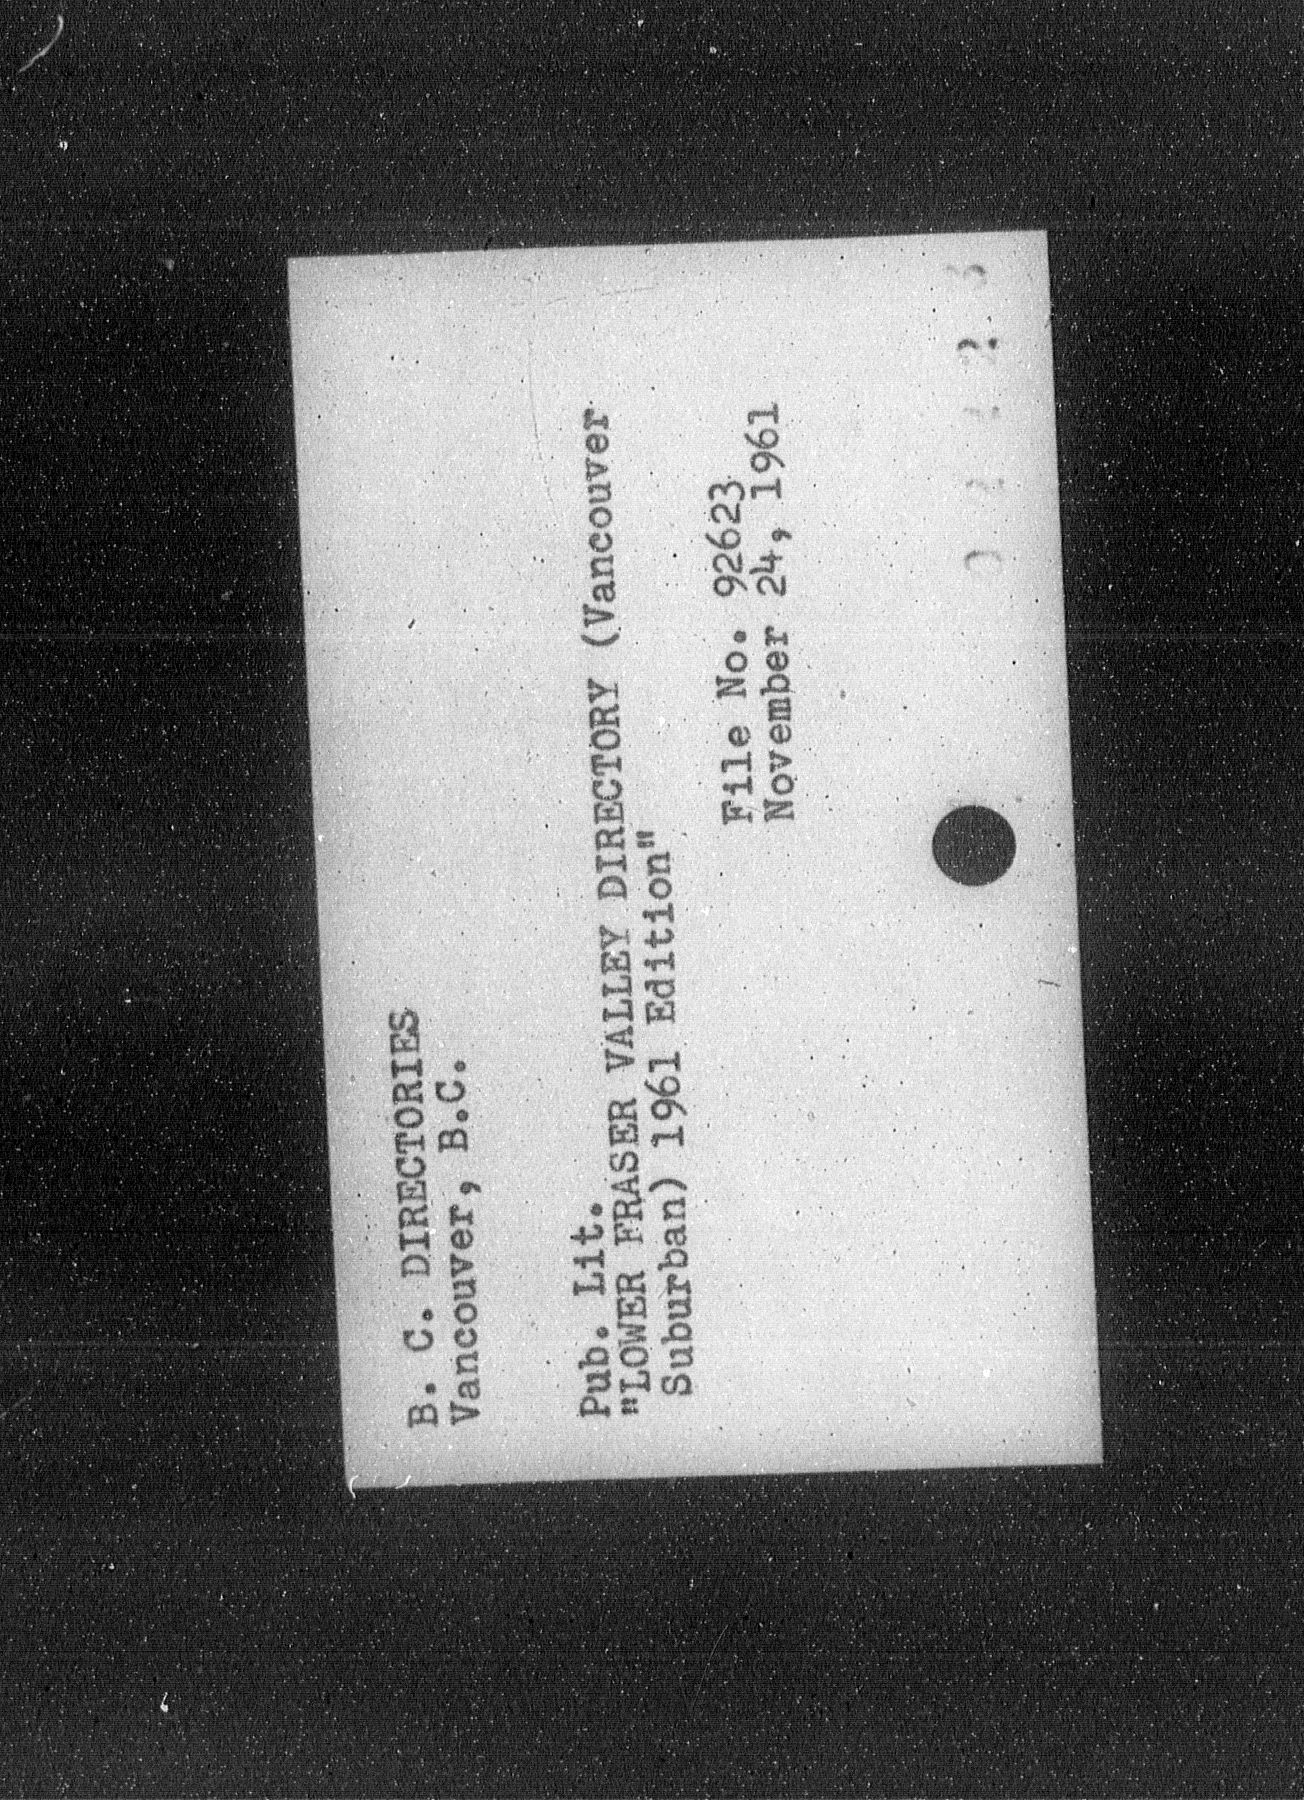 B. C. DIRECTORIES
Vancouver, B.C.
Pub. Lit.
"LOWER FRASER VALLEY DIRECTORY (Vancouver
Suburban) 1961 Edition"
File No. 92623
November 24, 1961